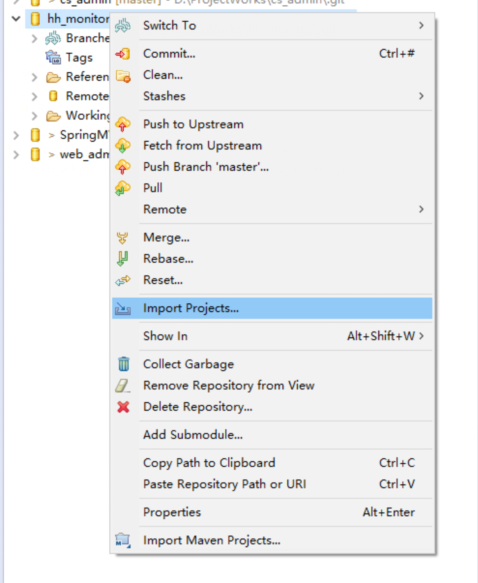 > cs_admin [master] - D:\ProjectWorks\cs_admin\.git
hh_monitor
Switch To
Branche
Commit... Ctrl+#
Tags
Clean...
Referen
Stashes
Remote
Working
Push to Upstream
> SpringM
Fetch from Upstream
> web_adm
Push Branch 'master'...
Pull
Remote
Merge...
Rebase...
Reset...
Import Projects...
Show In Alt+Shift+W >
Collect Garbage
Remove Repository from View
Delete Repository...
Add Submodule...
Copy Path to Clipboard Ctrl+C
Paste Repository Path or URI Ctrl+V
Properties Alt+Enter
Import Maven Projects...